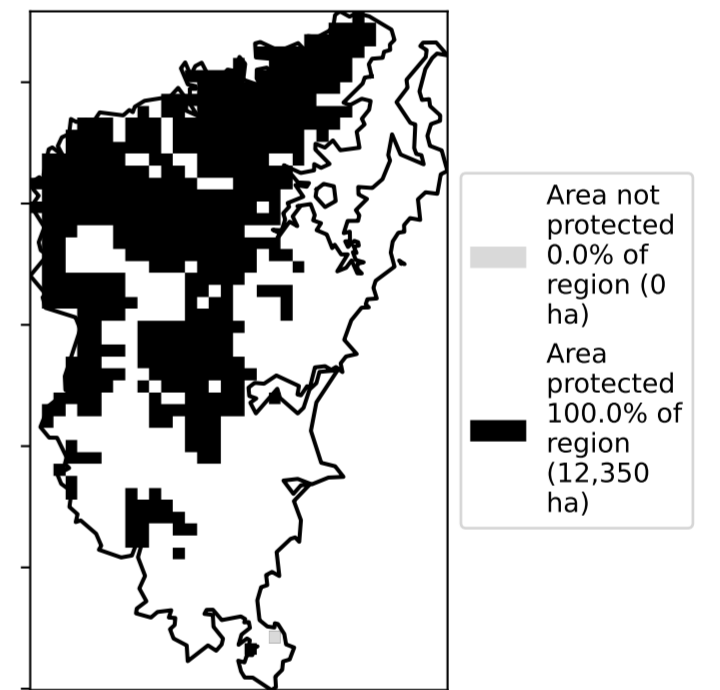 Area not
protected
0.0% of
region (0
ha)
Area
protected
100.0% of
region
(12,350
ha)